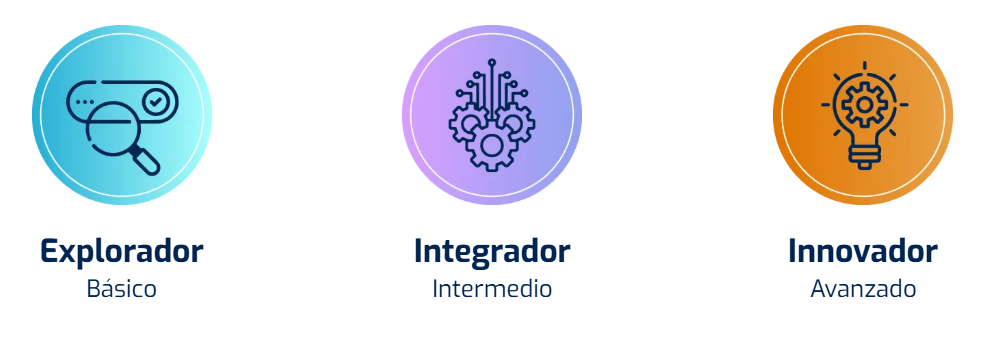 Explorador
Básico
Integrador
Intermedio
Innovador
Avanzado